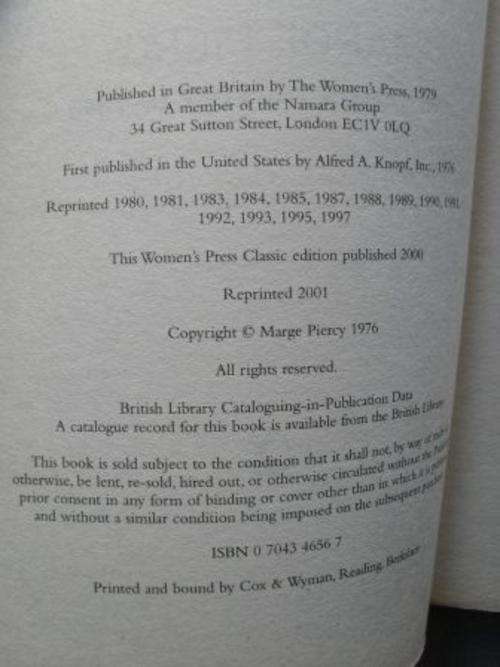 Published in Great Britain by The Women's Press, 1979
A member of the Namara Group
34 Great Sutton Street, London EC1V 0LQ
First published in the United States by Alfred A. Knopf, Inc., 1976
Reprinted 1980, 1981, 1983, 1984, 1985, 1987, 1988, 1989, 1990, 1991,
1992, 1993, 1995, 1997
This Women's Press Classic edition published 2000
Reprinted 2001
Copyright © Marge Piercy 1976
All rights reserved.
British Library Cataloguing-in-Publication Data
A catalogue record for this book is available from the British Library
This book is sold subject to the condition that it shall not, by way of trade or
otherwise, be lent, re-sold, hired out, or otherwise circulated without the
prior consent in any form of binding or cover other than in which it is
and without a similar condition being imposed on the subsequent
ISBN 0 7043 4656 7
Printed and bound by Cox & Wyman, Reading, Berkshire